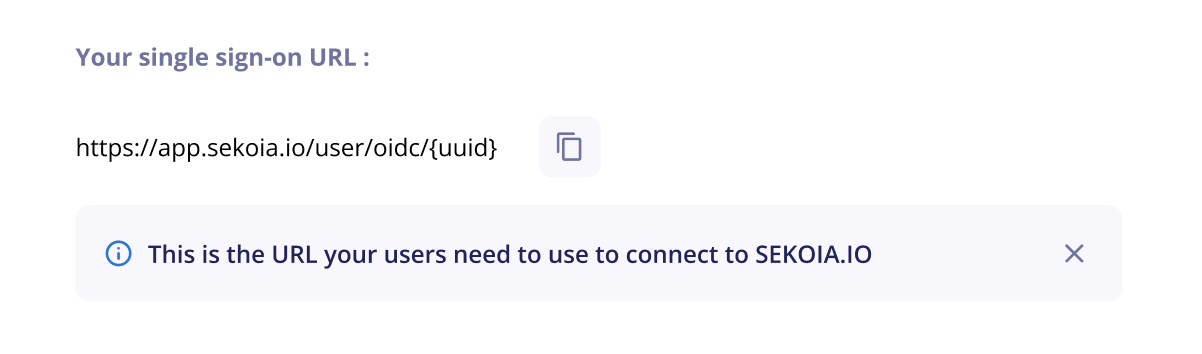 Your single sign-on URL :
https://app.sekoia.io/user/oidc/{uuid}
This is the URL your users need to use to connect to SEKOIA.IO